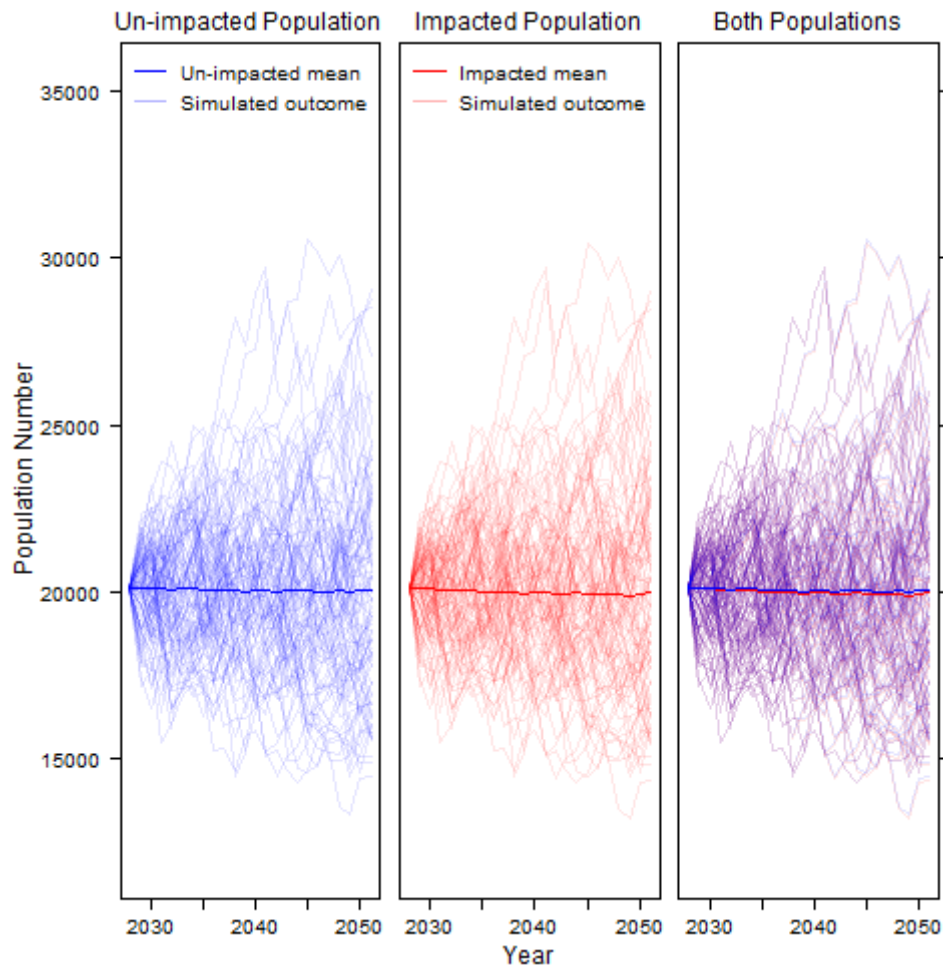 Un-impacted Population
Impacted Population
Both Populations
Un-impacted mean
Simulated outcome
Impacted mean
Simulated outcome
35000
30000
25000
20000
15000
Population Number
2030
2040
2050
2030
2040
2050
2030
2040
2050
Year